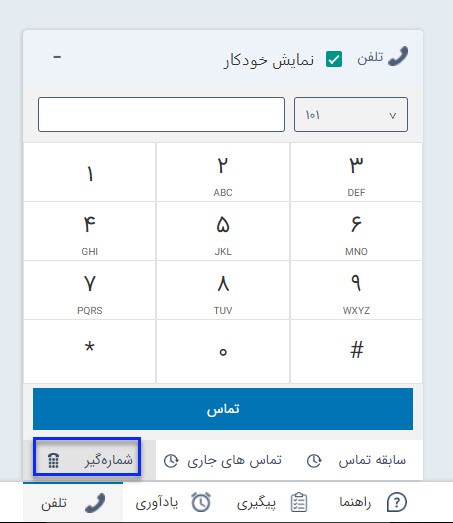 تلفن نمایش خودکار -
۱۰۱
۱ ۲ ۳
ABC DEF
۴ ۵ ۶
GHI JKL MNO
۷ ۸ ۹
PQRS TUV WXYZ
* ۰ #
تماس
سابقه تماس تماس های جاری شماره‌گیر
راهنما پیگیری یادآوری تلفن